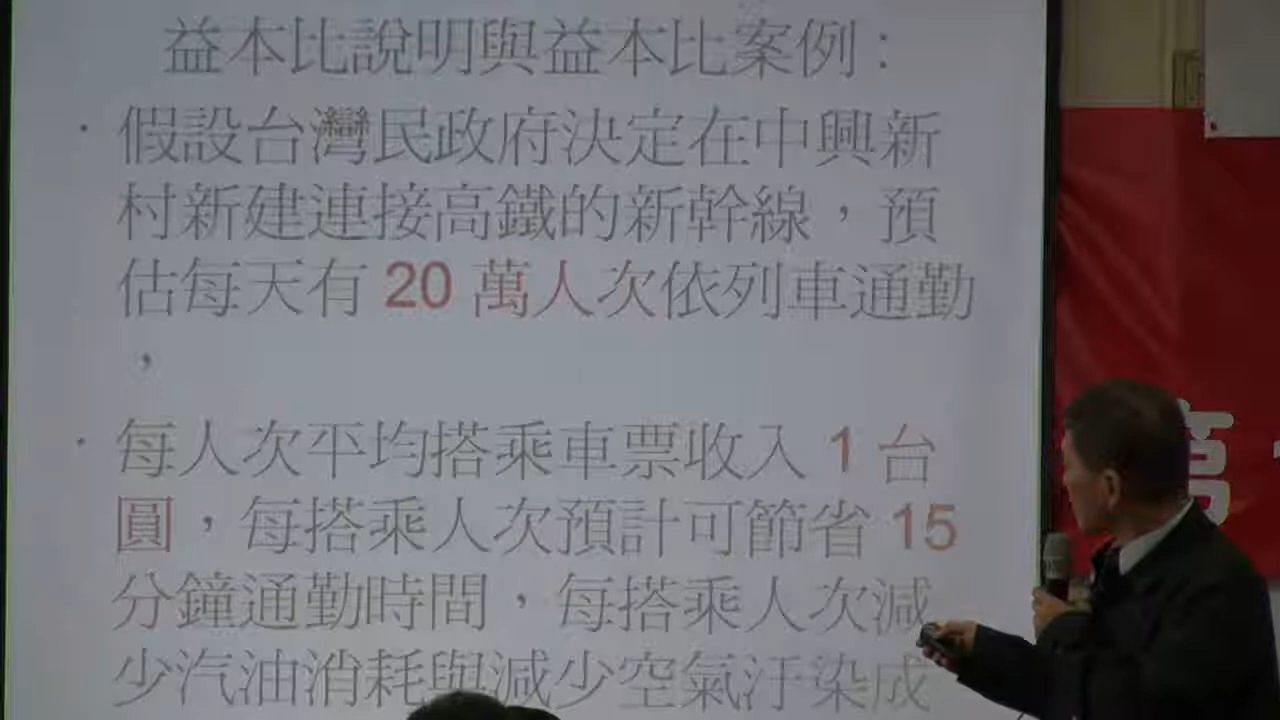 益本比說明與益本比案例：
• 假設台灣民政府決定在中興新
村新建連接高鐵的新幹線，預
估每天有 20 萬人次依列車通勤
，
• 每人次平均搭乘車票收入 1 台
圓，每搭乘人次預計可節省 15
分鐘通勤時間，每搭乘人次減
少汽油消耗與減少空氣汙染成